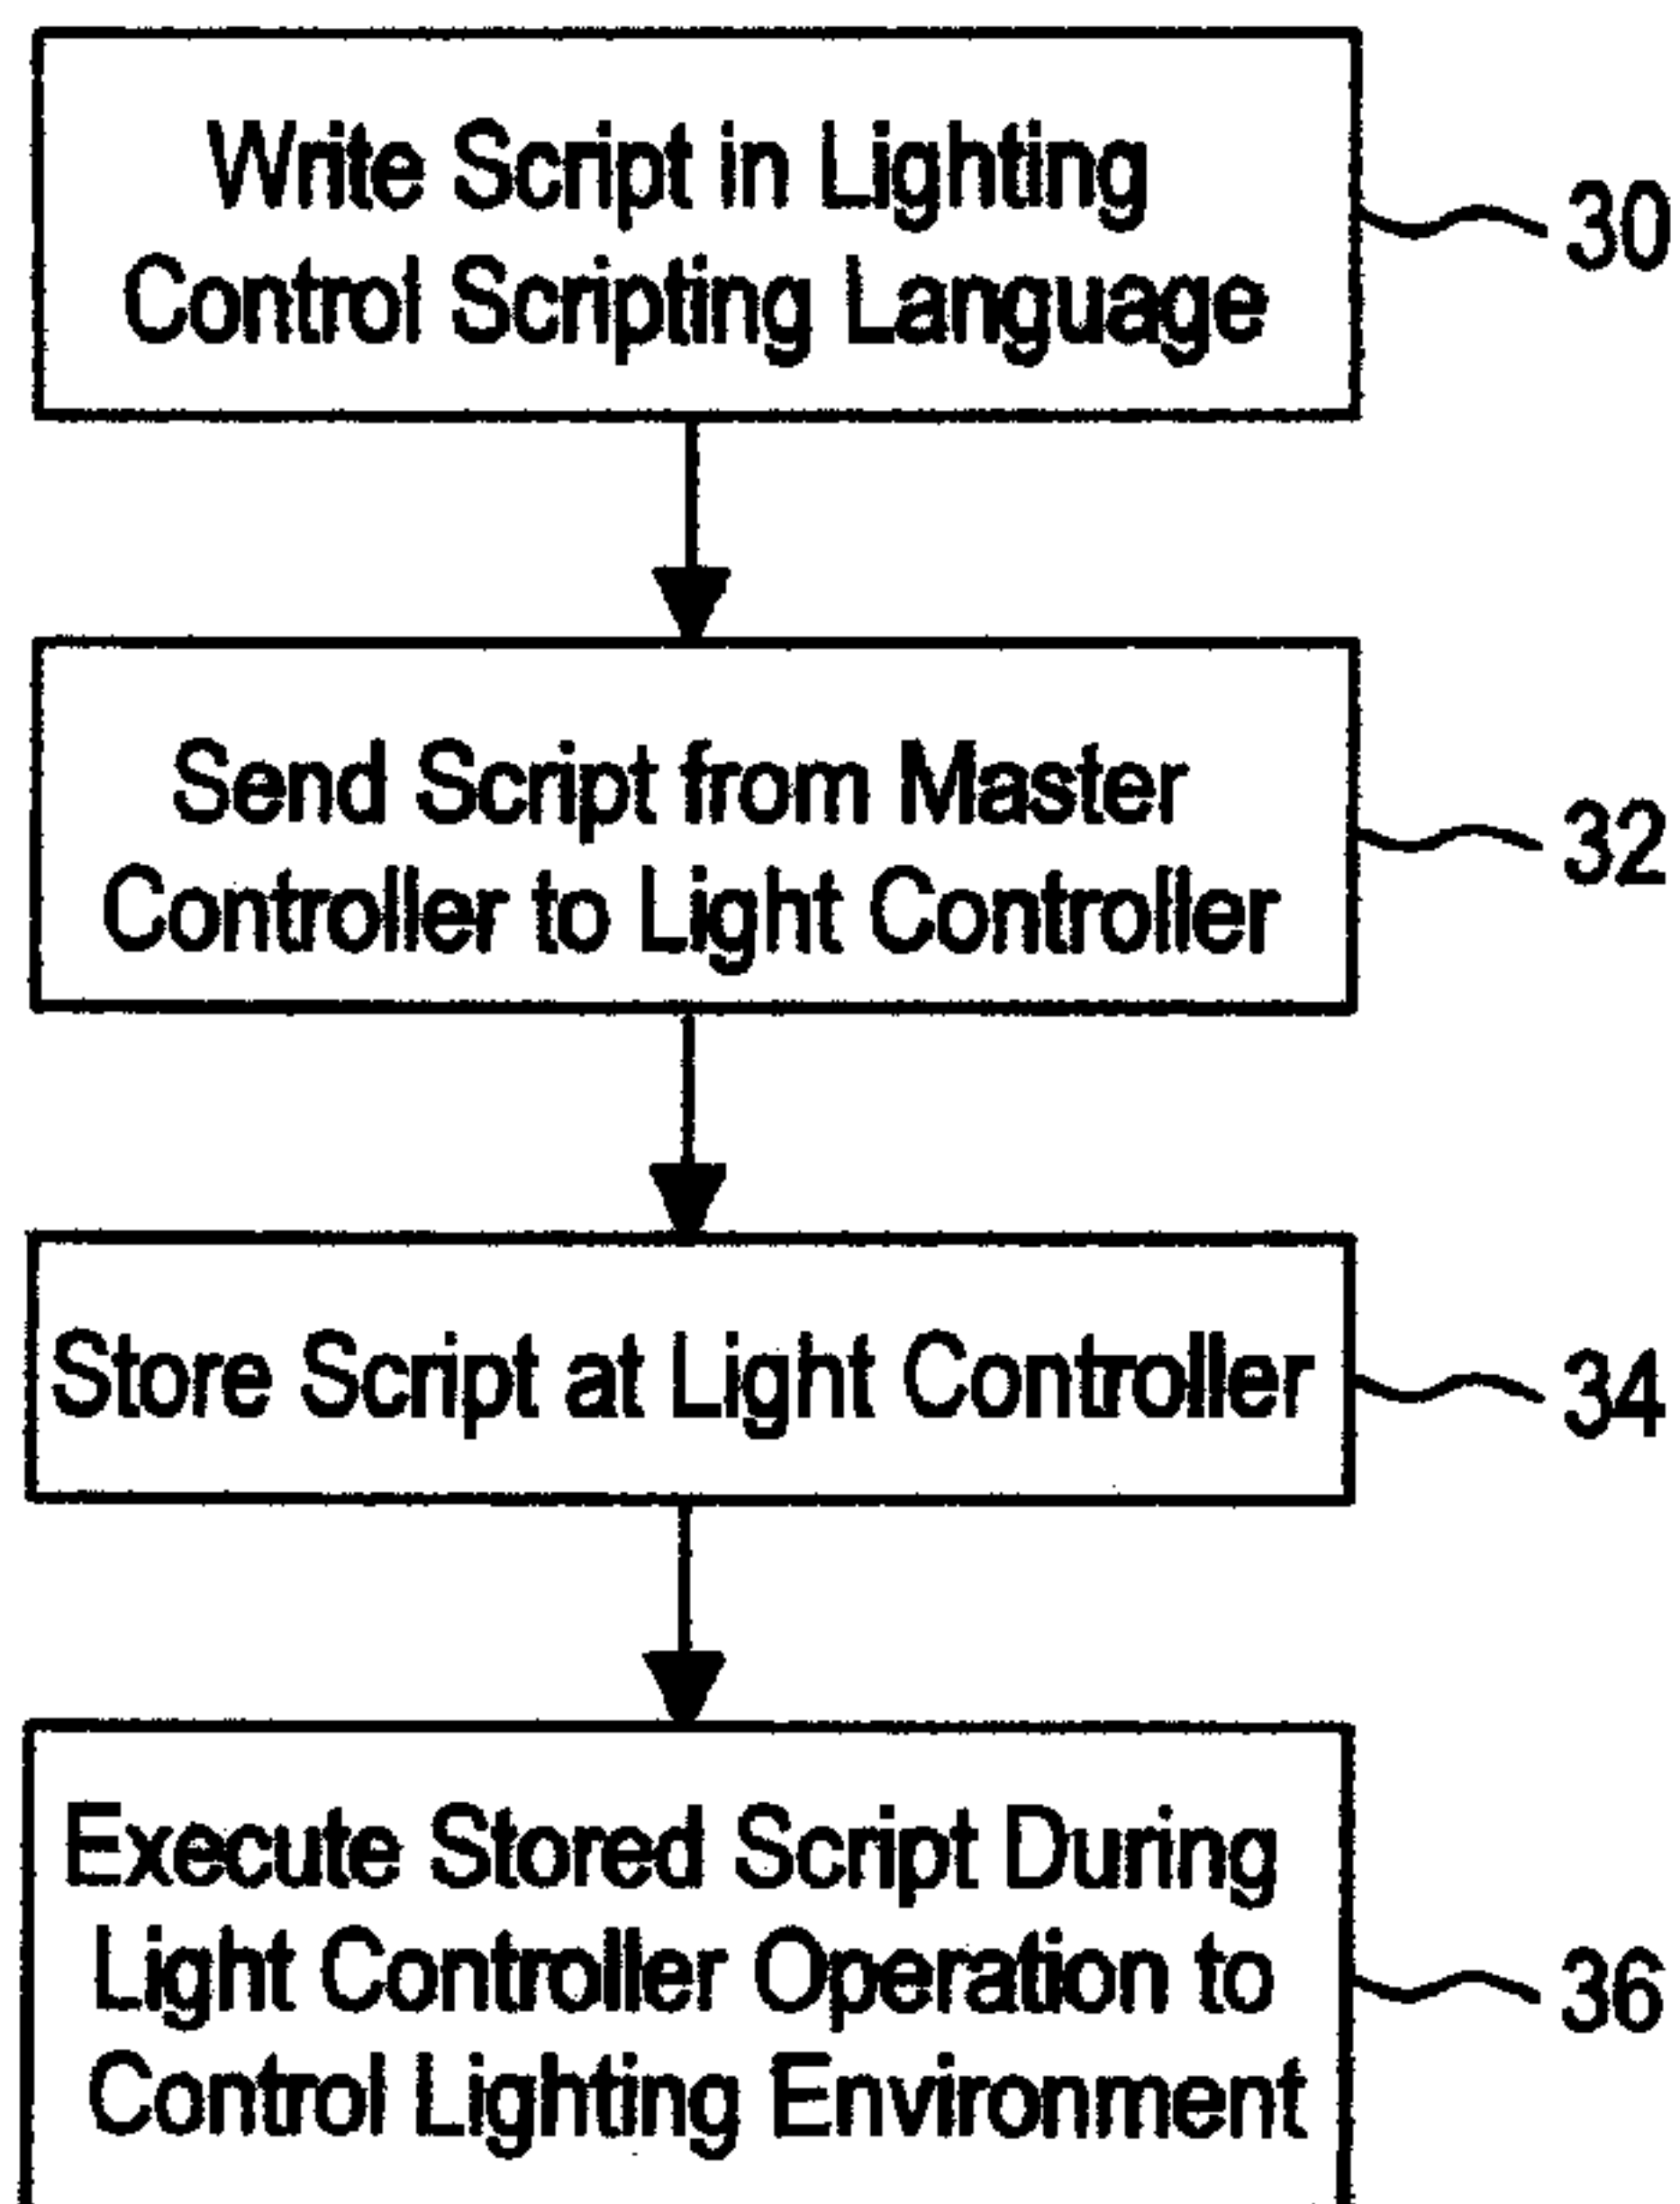 Write Script in Lighting
Control Scripting Language
30
Send Script from Master
Controller to Light Controller
32
Store Script at Light Controller
34
Execute Stored Script During
Light Controller Operation to
Control Lighting Environment
36